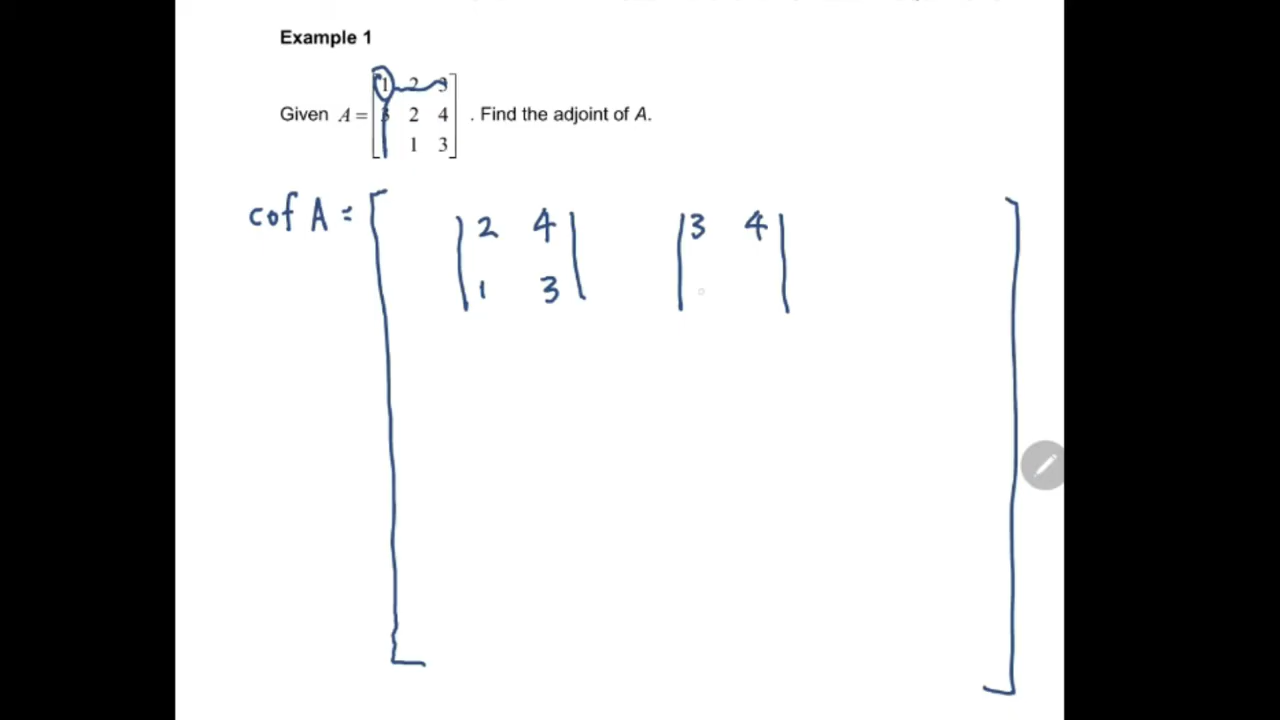 Example 1
1 2 3
Given A = 3 2 4 . Find the adjoint of A.
1 3
cof A = 2 4 3 4
1 3